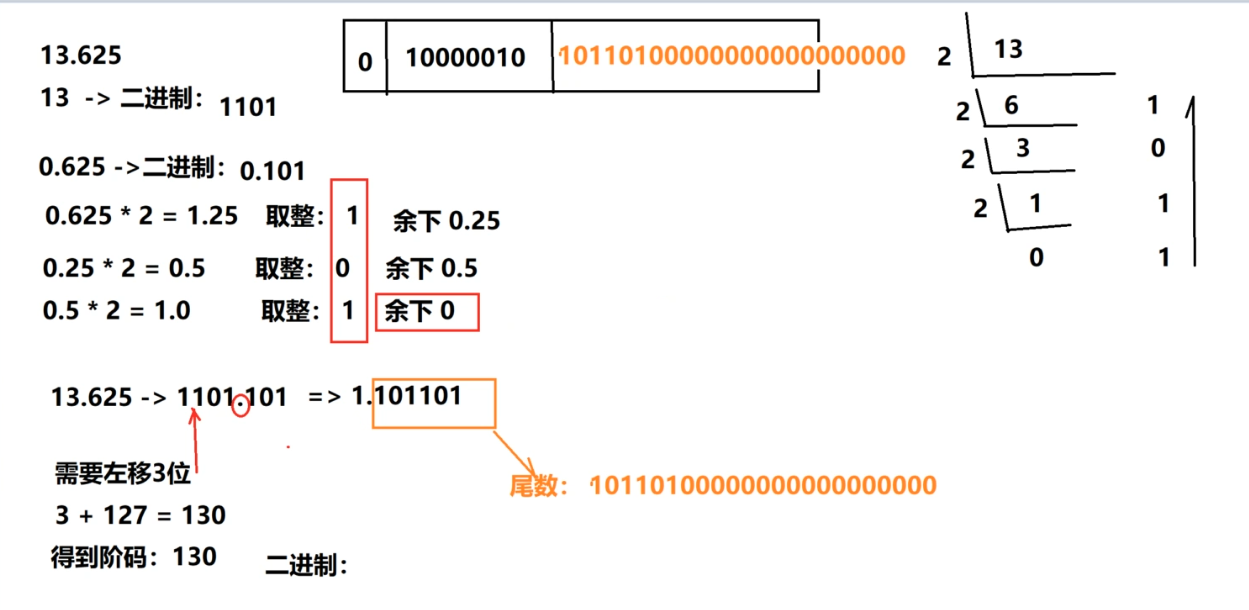 13.625
13 -> 二进制： 1101
0 10000010 10110100000000000000000
0.625 ->二进制： 0.101
0.625 * 2 = 1.25 取整： 1 余下 0.25
0.25 * 2 = 0.5 取整： 0 余下 0.5
0.5 * 2 = 1.0 取整： 1 余下 0
2 13
2 6 1
2 3 0
2 1 1
0 1
13.625 -> 1101.101 => 1.101101
需要左移3位
3 + 127 = 130
得到阶码：130 二进制：
尾数： 10110100000000000000000